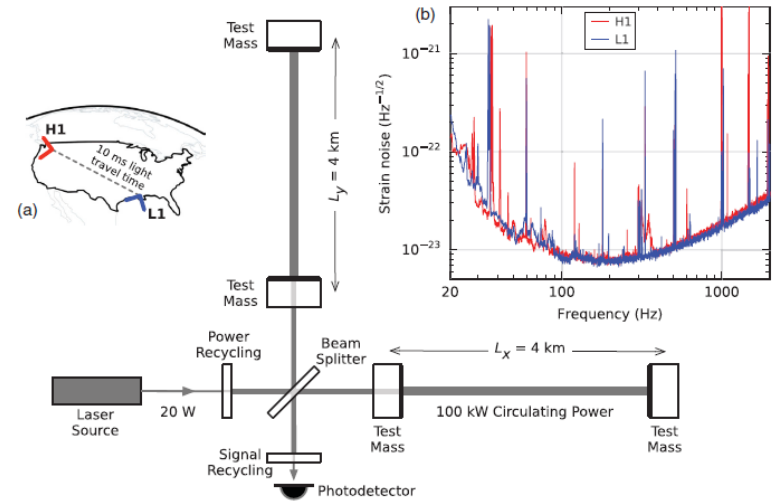 Test
Mass
(b)
H1
L1
Strain noise (Hz^-1/2)
10^-21
10^-22
10^-23
20
100
1000
Frequency (Hz)
H1
10 ms light
travel time
(a)
L1
L_y = 4 km
Test
Mass
Power
Recycling
Beam
Splitter
L_x = 4 km
Laser
Source
20 W
100 kW Circulating Power
Test
Mass
Test
Mass
Signal
Recycling
Photodetector